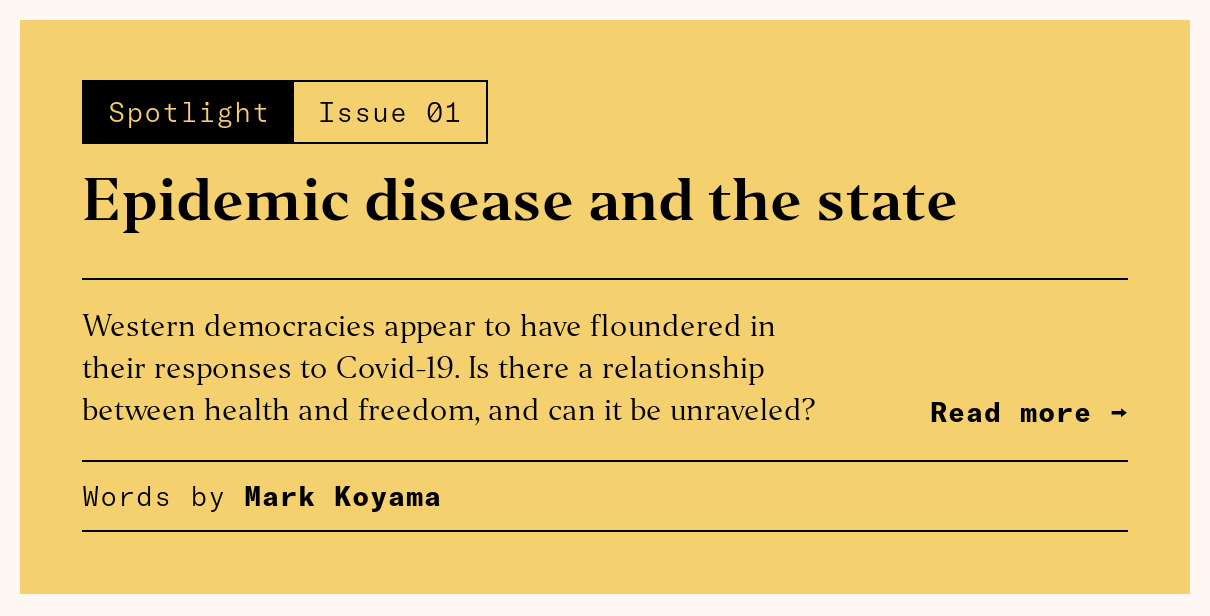 Spotlight Issue 01
Epidemic disease and the state
Western democracies appear to have floundered in
their responses to Covid-19. Is there a relationship
between health and freedom, and can it be unraveled?
Read more →
Words by Mark Koyama